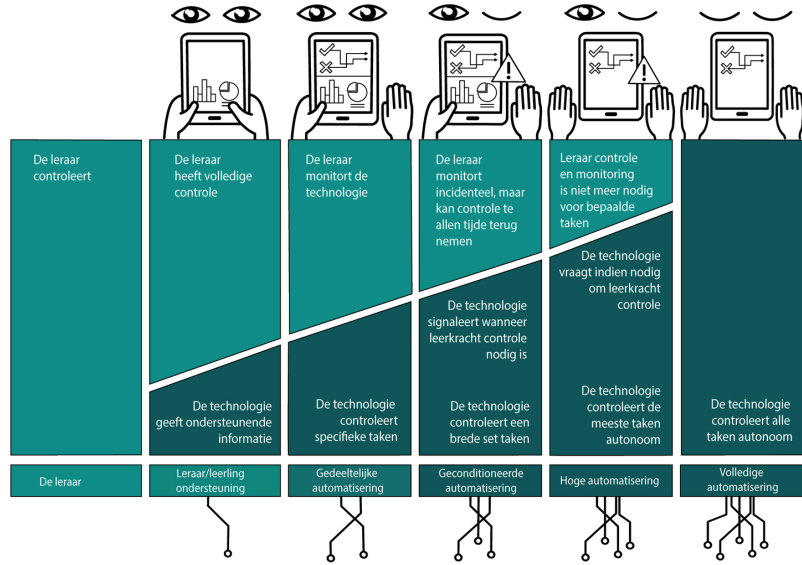 De leraar
controleert
De leraar
heeft volledige
controle
De leraar
monitort de
technologie
De leraar
monitort
incidenteel, maar
kan controle te
allen tijde terug
nemen
Leraar controle
en monitoring
is niet meer nodig
voor bepaalde
taken
De technologie
vraagt indien nodig
om leerkracht
controle
De technologie
signaleert wanneer
leerkracht controle
nodig is
De technologie
geeft ondersteunende
informatie
De technologie
controleert
specifieke taken
De technologie
controleert een
brede set taken
De technologie
controleert de
meeste taken
autonoom
De technologie
controleert alle
taken autonoom
De leraar
Leraar/leerling
ondersteuning
Gedeeltelijke
automatisering
Geconditioneerde
automatisering
Hoge automatisering
Volledige
automatisering